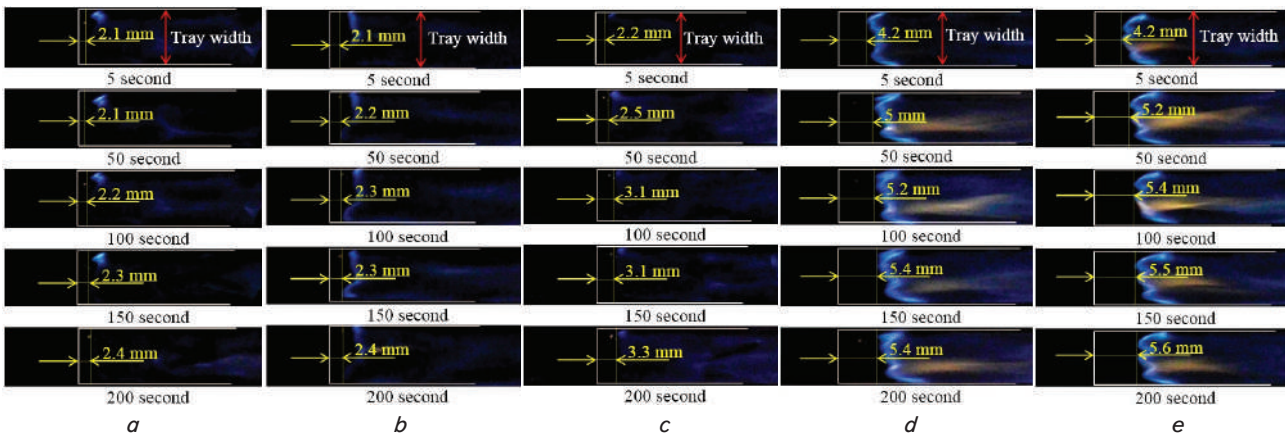 2.1 mm Tray width 2.1 mm Tray width 2.2 mm Tray width 4.2 mm Tray width 4.2 mm Tray width
5 second 5 second 5 second 5 second 5 second
2.1 mm 2.2 mm 2.5 mm 5 mm 5.2 mm
50 second 50 second 50 second 50 second 50 second
2.2 mm 2.3 mm 3.1 mm 5.2 mm 5.4 mm
100 second 100 second 100 second 100 second 100 second
2.3 mm 2.3 mm 3.1 mm 5.4 mm 5.5 mm
150 second 150 second 150 second 150 second 150 second
2.4 mm 2.4 mm 3.3 mm 5.4 mm 5.6 mm
200 second 200 second 200 second 200 second 200 second
a b c d e